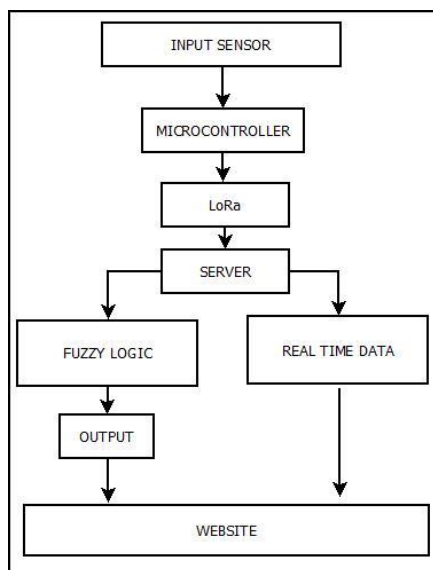 INPUT SENSOR
MICROCONTROLLER
LoRa
SERVER
FUZZY LOGIC
REAL TIME DATA
OUTPUT
WEBSITE